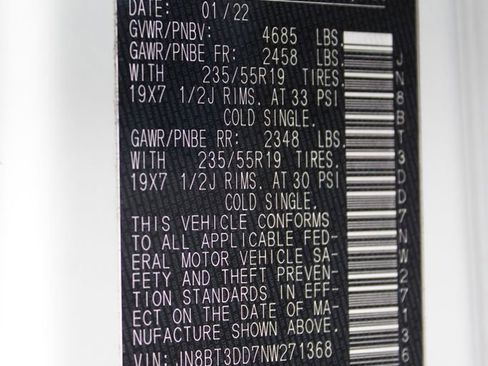 DATE: 01/22
GVWR/PNBV: 4685 LBS.
GAWR/PNBE FR: 2458 LBS.
WITH 235/55R19 TIRES.
19X7 1/2J RIMS. AT 33 PSI
COLD SINGLE.
GAWR/PNBE RR: 2348 LBS.
WITH 235/55R19 TIRES.
19X7 1/2J RIMS. AT 30 PSI
COLD SINGLE.
THIS VEHICLE CONFORMS
TO ALL APPLICABLE FED-
ERAL MOTOR VEHICLE SA-
FETY AND THEFT PREVEN-
TION STANDARDS IN EFF-
ECT ON THE DATE OF MA-
NUFACTURE SHOWN ABOVE.
VIN: JN8BT3DD7NW271368
JN8BT3DD7NW27136